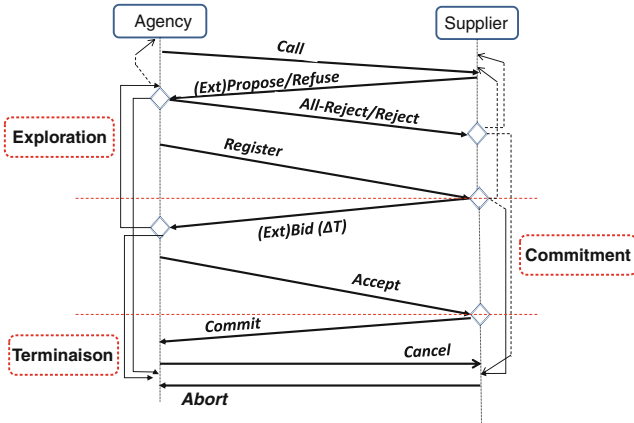 Agency
Supplier
Call
(Ext)Propose/Refuse
All-Reject/Reject
Exploration
Register
(Ext)Bid (ΔT)
Commitment
Accept
Commit
Terminaison
Cancel
Abort